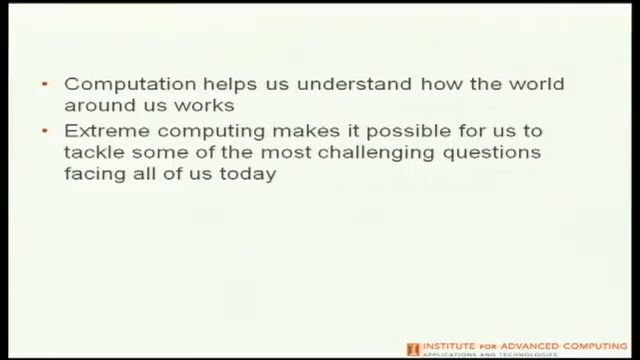 • Computation helps us understand how the world
around us works
• Extreme computing makes it possible for us to
tackle some of the most challenging questions
facing all of us today
I INSTITUTE FOR ADVANCED COMPUTING
APPLICATIONS AND TECHNOLOGIES